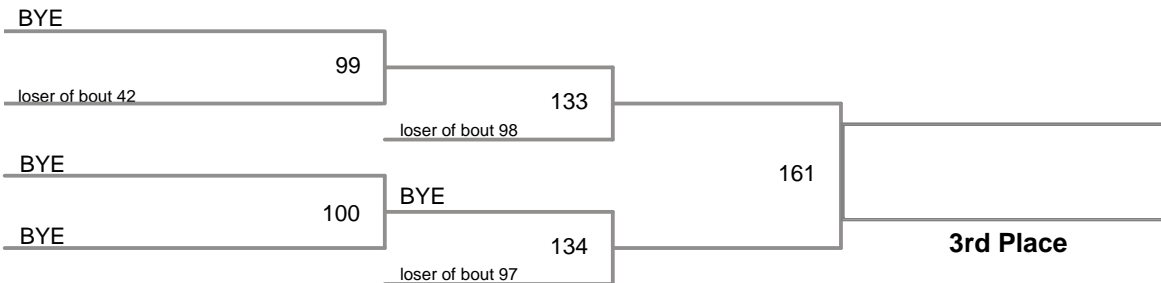 BYE
99
loser of bout 42
133
loser of bout 98
BYE
161
BYE
100
BYE
134
3rd Place
loser of bout 97